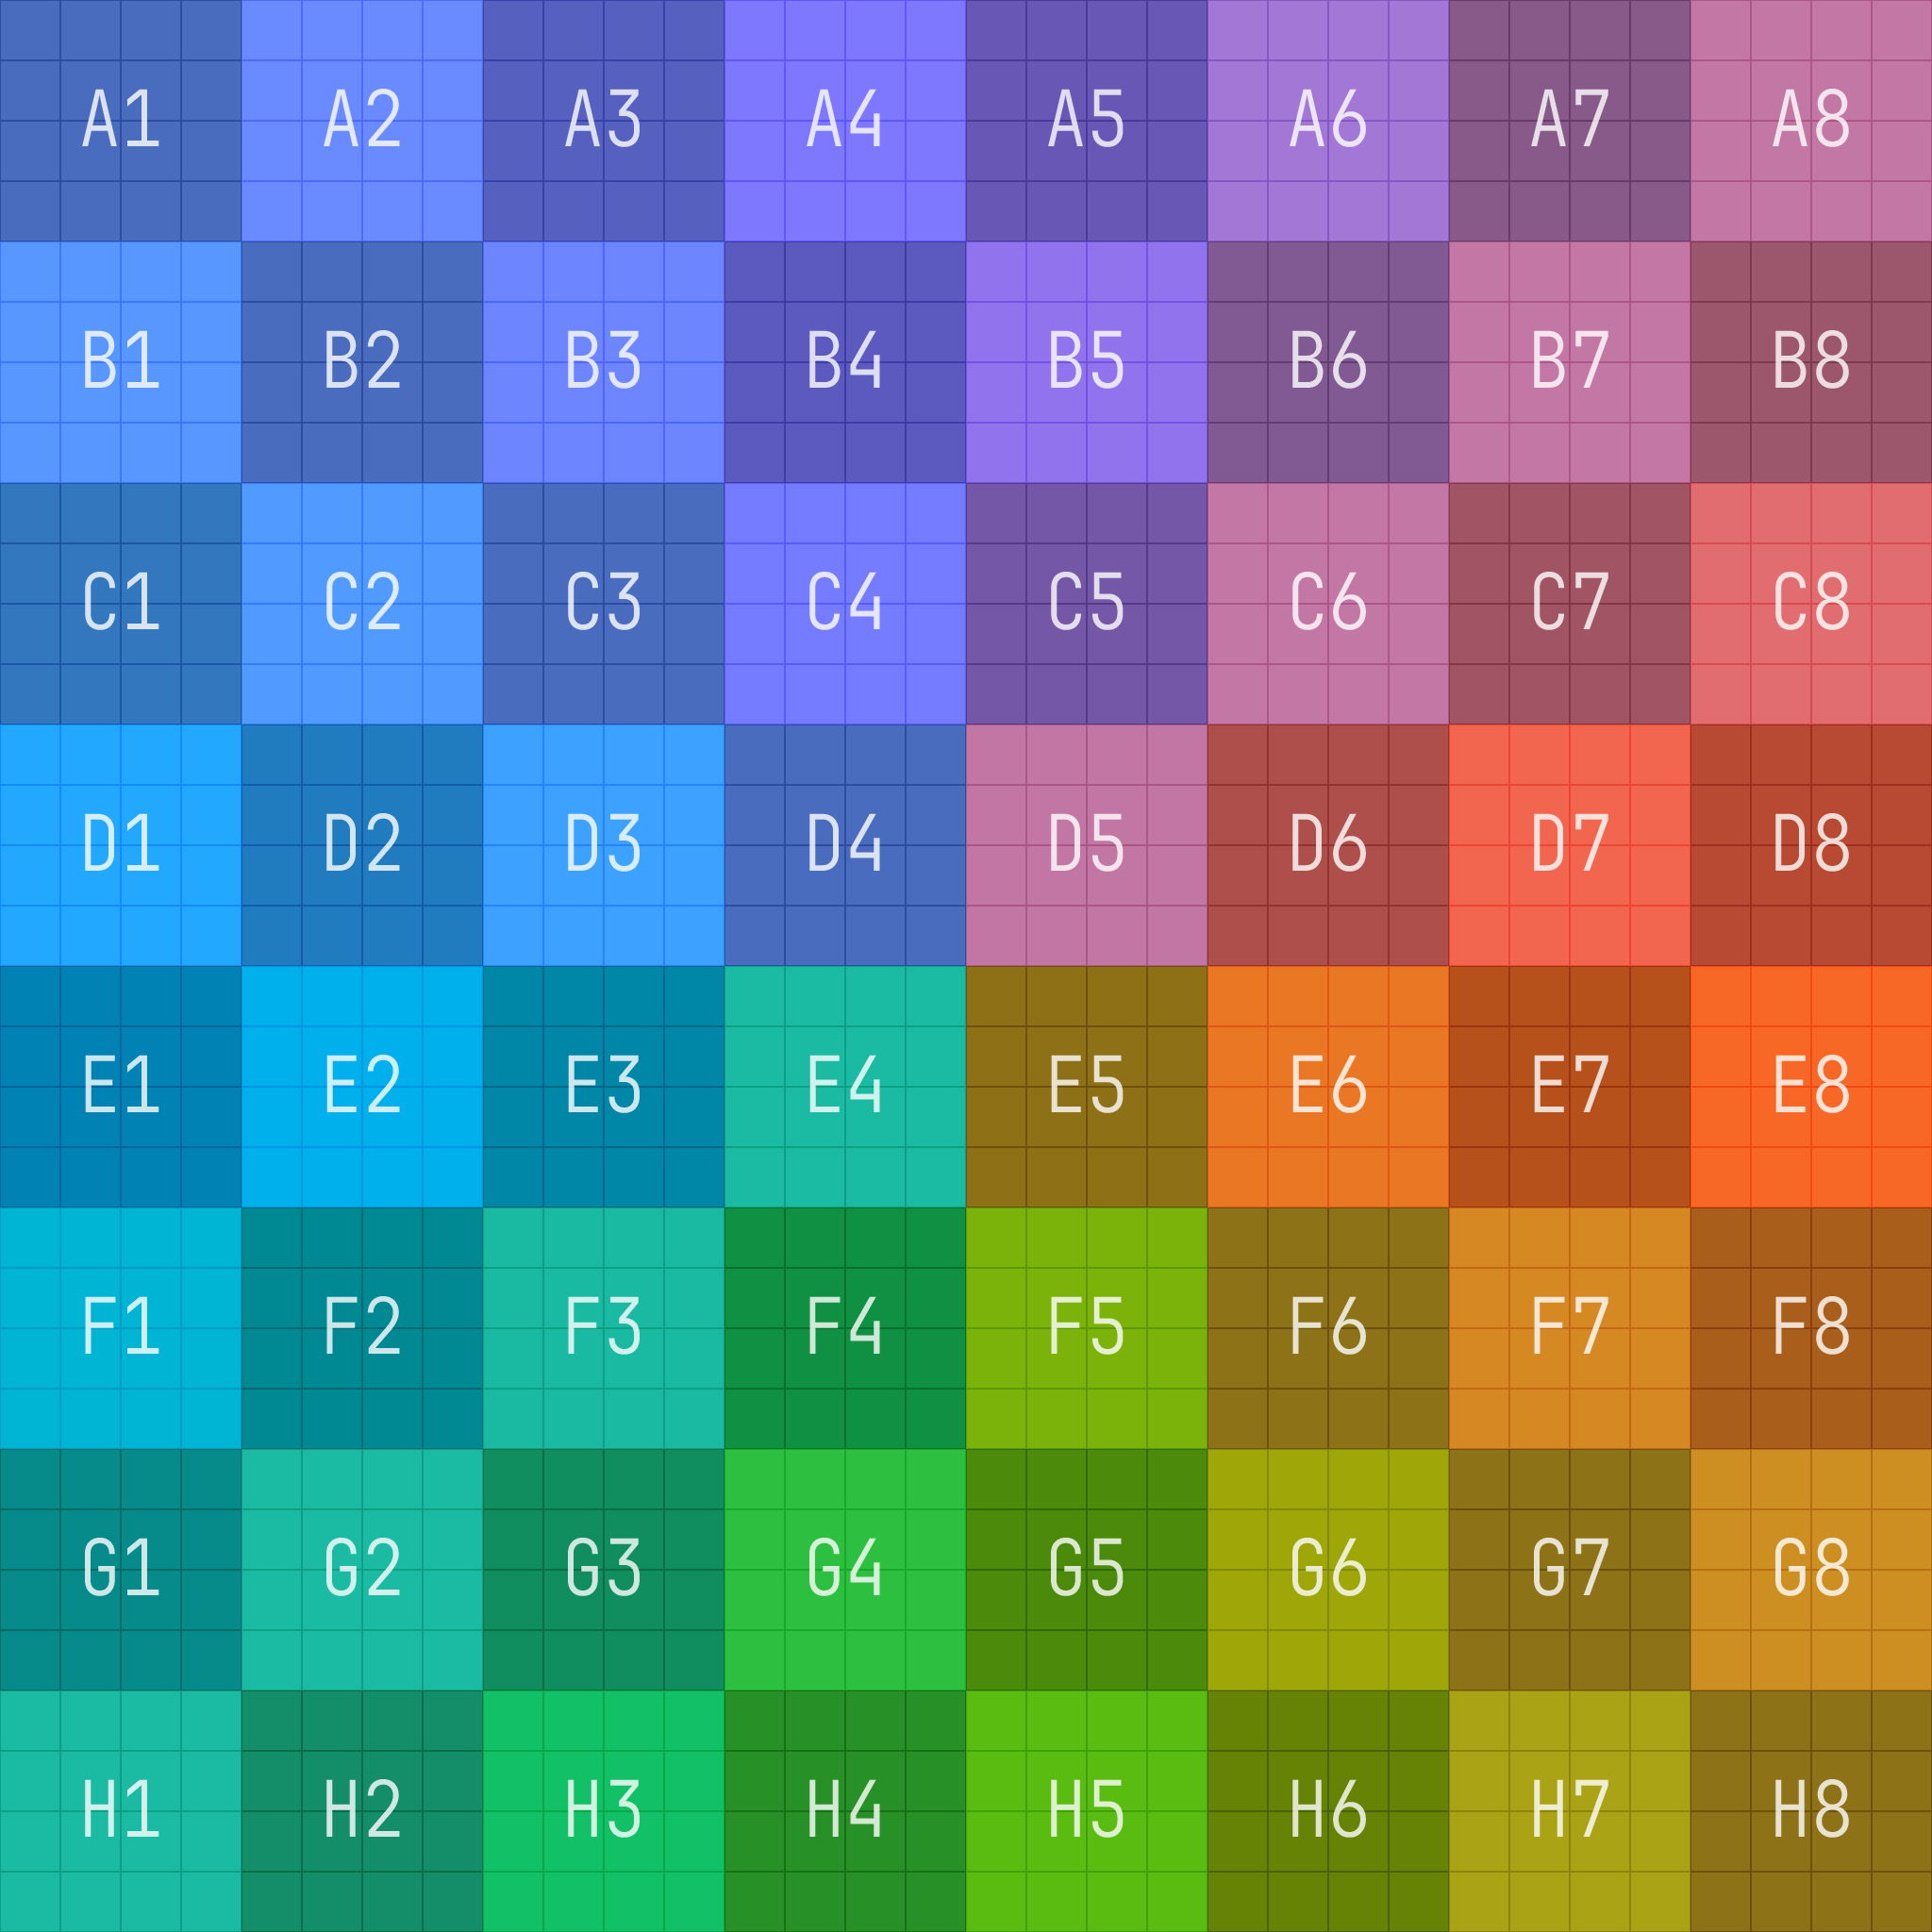 A1 A2 A3 A4 A5 A6 A7 A8
B1 B2 B3 B4 B5 B6 B7 B8
C1 C2 C3 C4 C5 C6 C7 C8
D1 D2 D3 D4 D5 D6 D7 D8
E1 E2 E3 E4 E5 E6 E7 E8
F1 F2 F3 F4 F5 F6 F7 F8
G1 G2 G3 G4 G5 G6 G7 G8
H1 H2 H3 H4 H5 H6 H7 H8